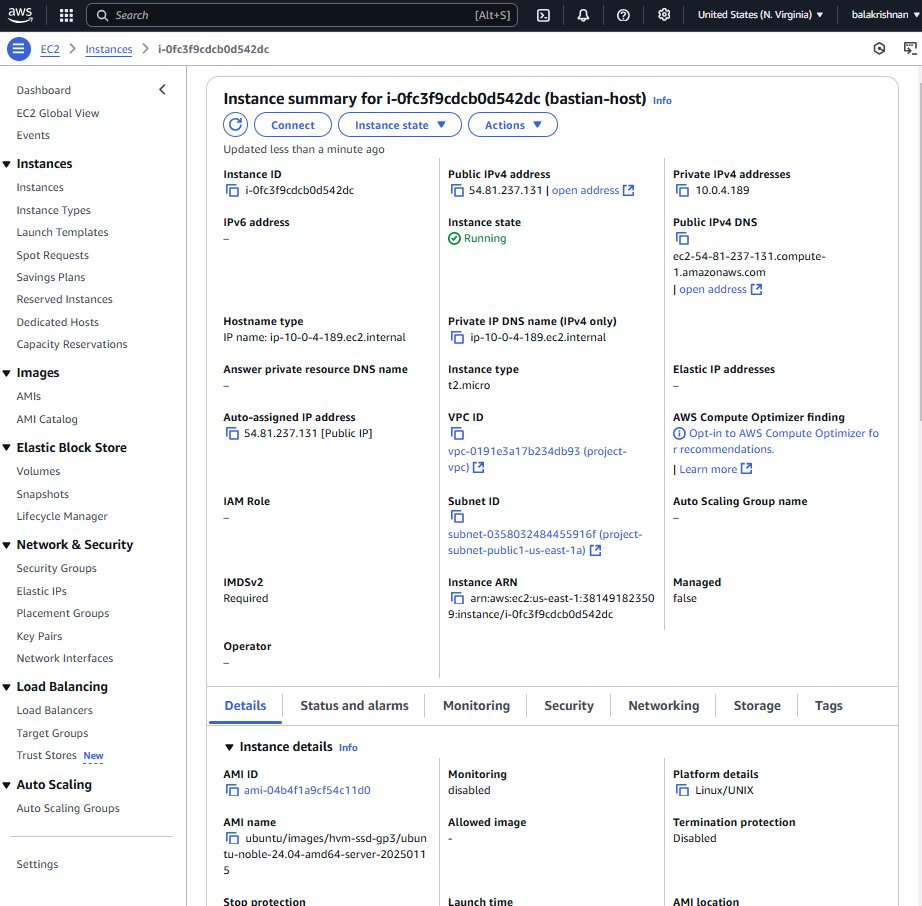 aws
Search
[Alt+S]
United States (N. Virginia)
balakrishnan
EC2
Instances
i-0fc3f9cdcb0d542dc
Dashboard
EC2 Global View
Events
Instances
Instances
Instance Types
Launch Templates
Spot Requests
Savings Plans
Reserved Instances
Dedicated Hosts
Capacity Reservations
Images
AMIs
AMI Catalog
Elastic Block Store
Volumes
Snapshots
Lifecycle Manager
Network & Security
Security Groups
Elastic IPs
Placement Groups
Key Pairs
Network Interfaces
Load Balancing
Load Balancers
Target Groups
Trust Stores New
Auto Scaling
Auto Scaling Groups
Settings
Instance summary for i-0fc3f9cdcb0d542dc (bastian-host) Info
Connect
Instance state
Actions
Updated less than a minute ago
Instance ID
i-0fc3f9cdcb0d542dc
Public IPv4 address
54.81.237.131 | open address
Private IPv4 addresses
10.0.4.189
IPv6 address
–
Instance state
Running
Public IPv4 DNS
ec2-54-81-237-131.compute-
1.amazonaws.com
| open address
Hostname type
IP name: ip-10-0-4-189.ec2.internal
Private IP DNS name (IPv4 only)
ip-10-0-4-189.ec2.internal
Answer private resource DNS name
–
Instance type
t2.micro
Elastic IP addresses
–
Auto-assigned IP address
54.81.237.131 [Public IP]
VPC ID
vpc-0191e3a17b234db93 (project-
vpc)
AWS Compute Optimizer finding
Opt-in to AWS Compute Optimizer fo
r recommendations.
| Learn more
IAM Role
–
Subnet ID
subnet-0358032484455916f (project-
subnet-public1-us-east-1a)
Auto Scaling Group name
–
IMDSv2
Required
Instance ARN
arn:aws:ec2:us-east-1:38149182350
9:instance/i-0fc3f9cdcb0d542dc
Managed
false
Operator
–
Details
Status and alarms
Monitoring
Security
Networking
Storage
Tags
Instance details Info
AMI ID
ami-04b4f1a9cf54c11d0
Monitoring
disabled
Platform details
Linux/UNIX
AMI name
ubuntu/images/hvm-ssd-gp3/ubun
tu-noble-24.04-amd64-server-2025011
5
Allowed image
-
Termination protection
Disabled
Stop protection
Launch time
AMI location